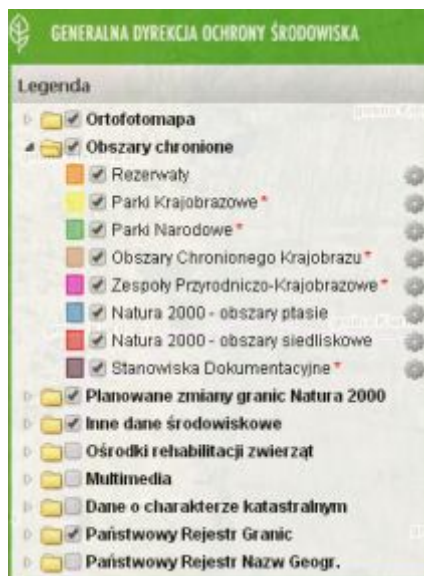 GENERALNA DYREKCJA OCHRONY ŚRODOWISKA
Legenda
Ortofotomapa
Obszary chronione
Rezerwaty
Parki Krajobrazowe *
Parki Narodowe *
Obszary Chronionego Krajobrazu *
Zespoły Przyrodniczo-Krajobrazowe *
Natura 2000 - obszary ptasie
Natura 2000 - obszary siedliskowe
Stanowiska Dokumentacyjne *
Planowane zmiany granic Natura 2000
Inne dane środowiskowe
Ośrodki rehabilitacji zwierząt
Multimedia
Dane o charakterze katastralnym
Państwowy Rejestr Granic
Państwowy Rejestr Nazw Geogr.